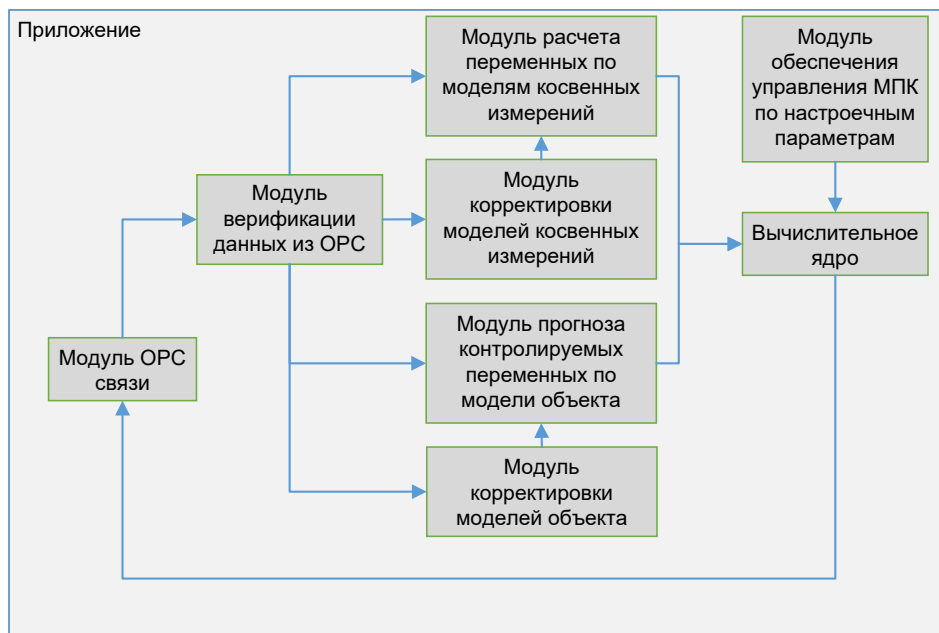 Приложение
Модуль расчета
переменных по
моделям косвенных
измерений
Модуль
обеспечения
управления МПК
по настроечным
параметрам
Модуль
верификации
данных из ОРС
Модуль
корректировки
моделей косвенных
измерений
Вычислительное
ядро
Модуль ОРС
связи
Модуль прогноза
контролируемых
переменных по
модели объекта
Модуль
корректировки
моделей объекта